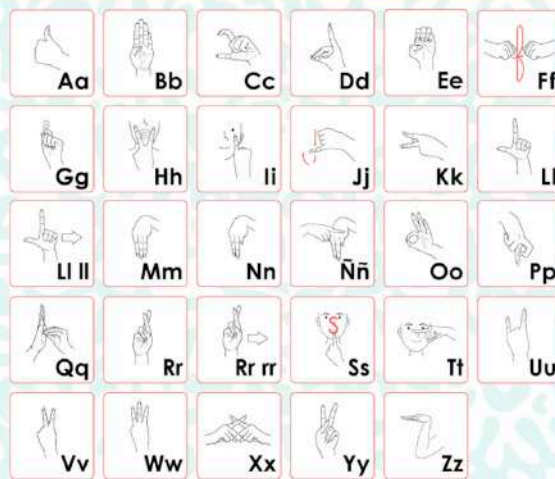 Aa Bb Cc Dd Ee Ff
Gg Hh Ii Jj Kk Ll
Ll ll Mm Nn Ññ Oo Pp
Qq Rr Rr rr Ss Tt Uu
Vv Ww Xx Yy Zz